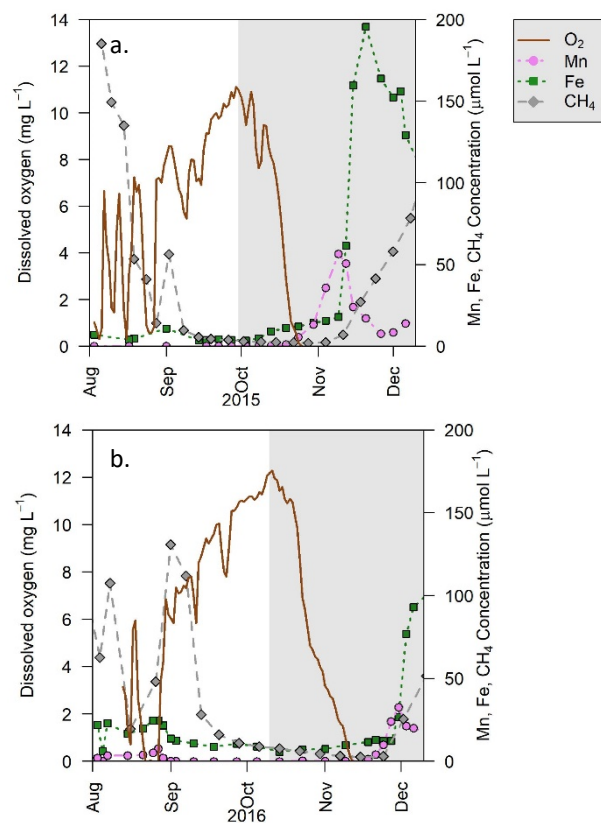 a.
14
12
10
8
6
4
2
0
Dissolved oxygen (mg L⁻¹)
200
150
100
50
0
Mn, Fe, CH₄ Concentration (μmol L⁻¹)
Aug
Sep
Oct
Nov
Dec
2015
O₂
Mn
Fe
CH₄
b.
14
12
10
8
6
4
2
0
Dissolved oxygen (mg L⁻¹)
200
150
100
50
0
Mn, Fe, CH₄ Concentration (μmol L⁻¹)
Aug
Sep
Oct
Nov
Dec
2016